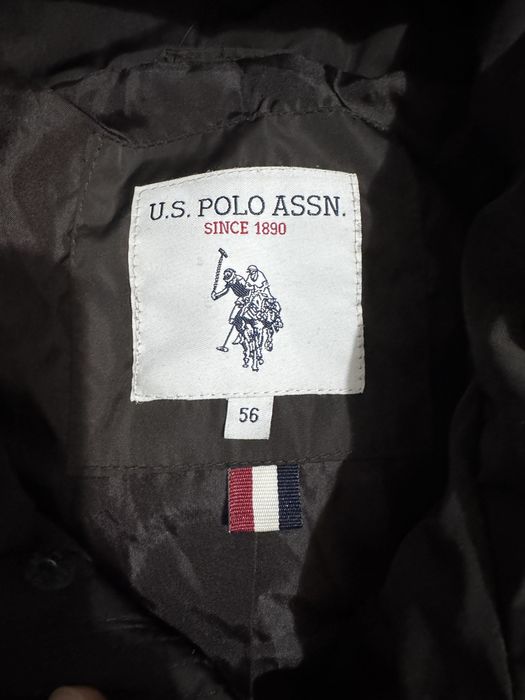 U.S. POLO ASSN.
SINCE 1890
56